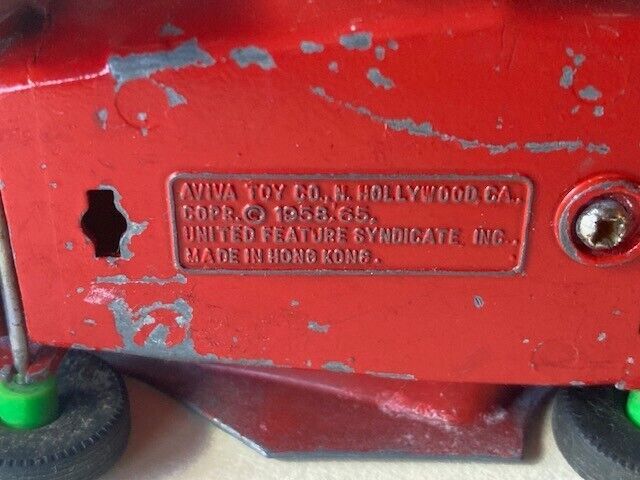 AVIVA TOY CO., N. HOLLYWOOD, CA.
COPR. © 1958, 65,
UNITED FEATURE SYNDICATE, INC.
MADE IN HONG KONG.